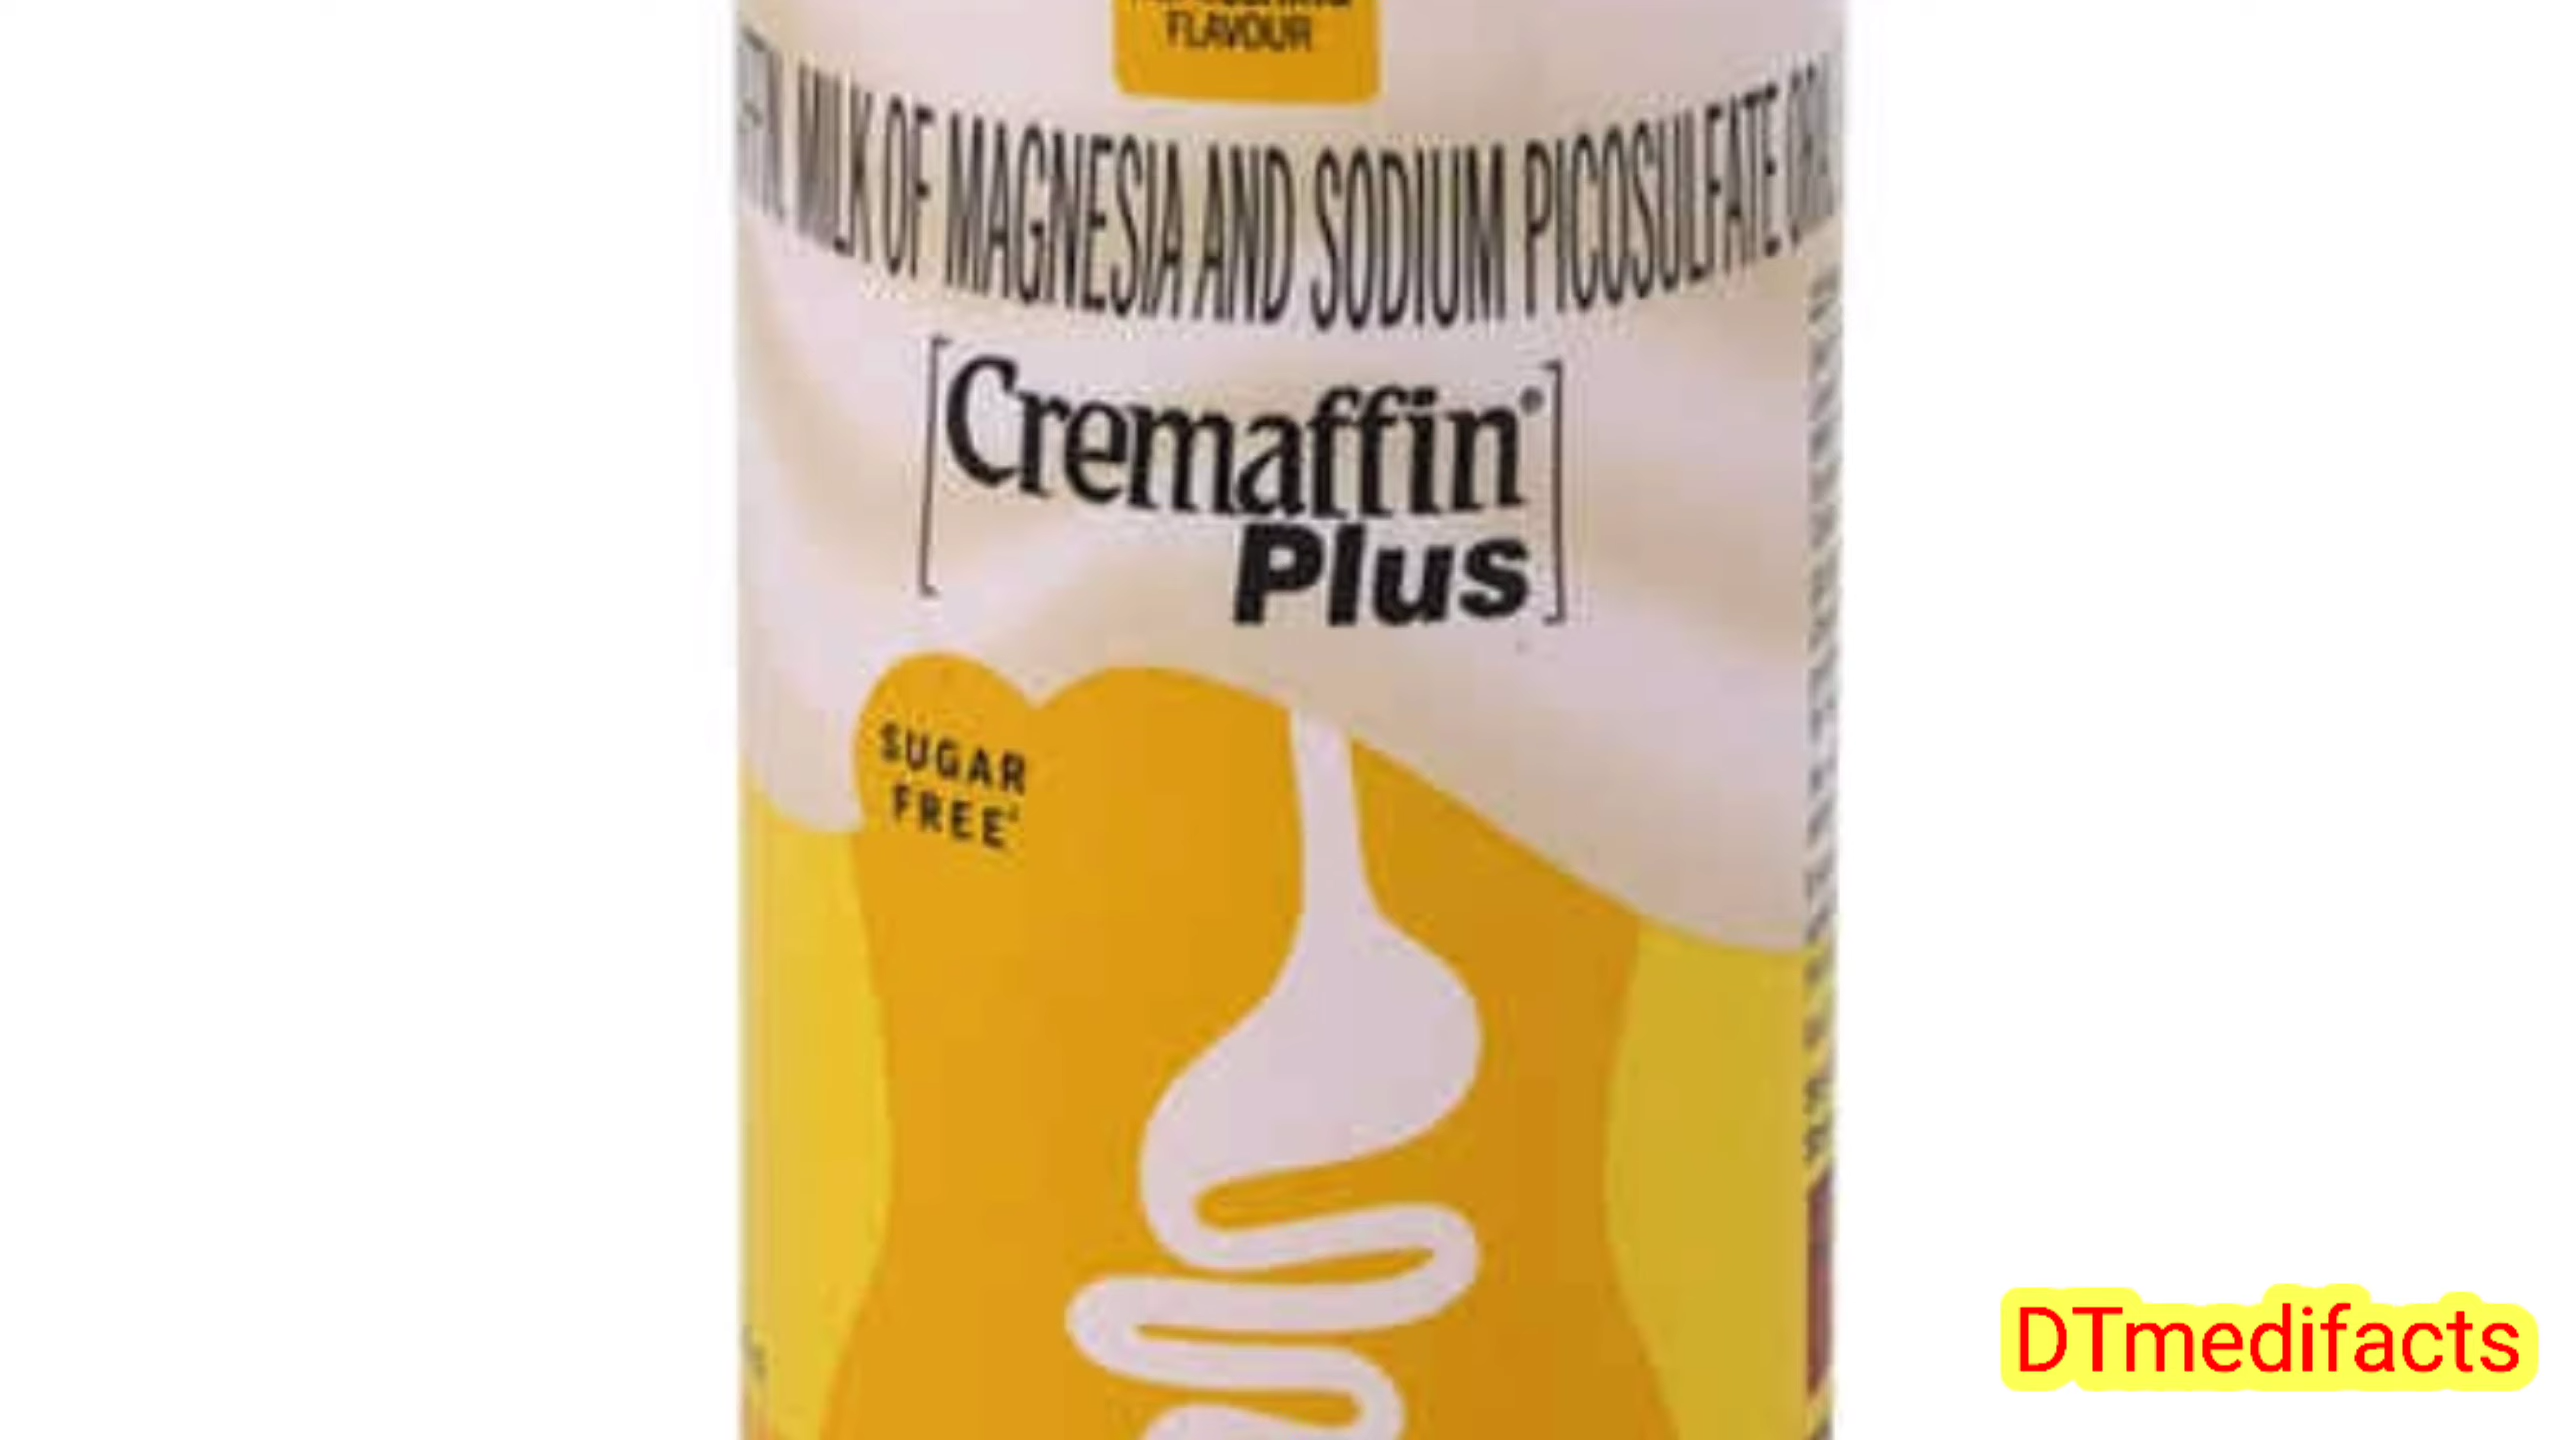 FLAVOUR
MILK OF MAGNESIA AND SODIUM PICOSULFATE
Cremaffin®
Plus
SUGAR
FREE
DTmedifacts